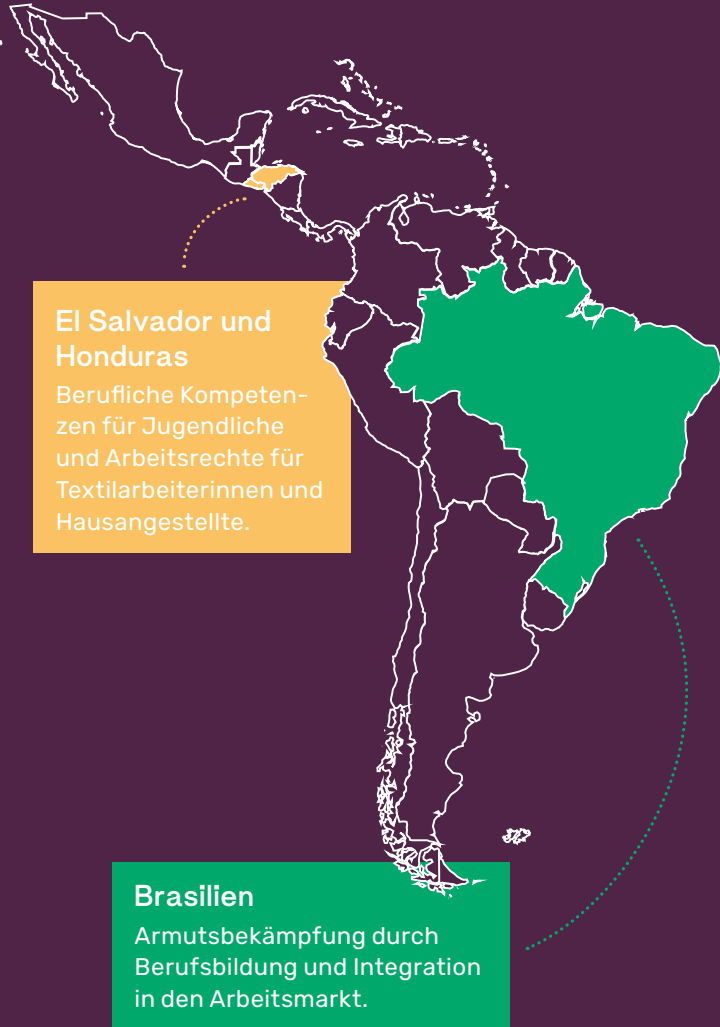 El Salvador und
Honduras
Berufliche Kompeten-
zen für Jugendliche
und Arbeitsrechte für
Textilarbeiterinnen und
Hausangestellte.
Brasilien
Armutsbekämpfung durch
Berufsbildung und Integration
in den Arbeitsmarkt.